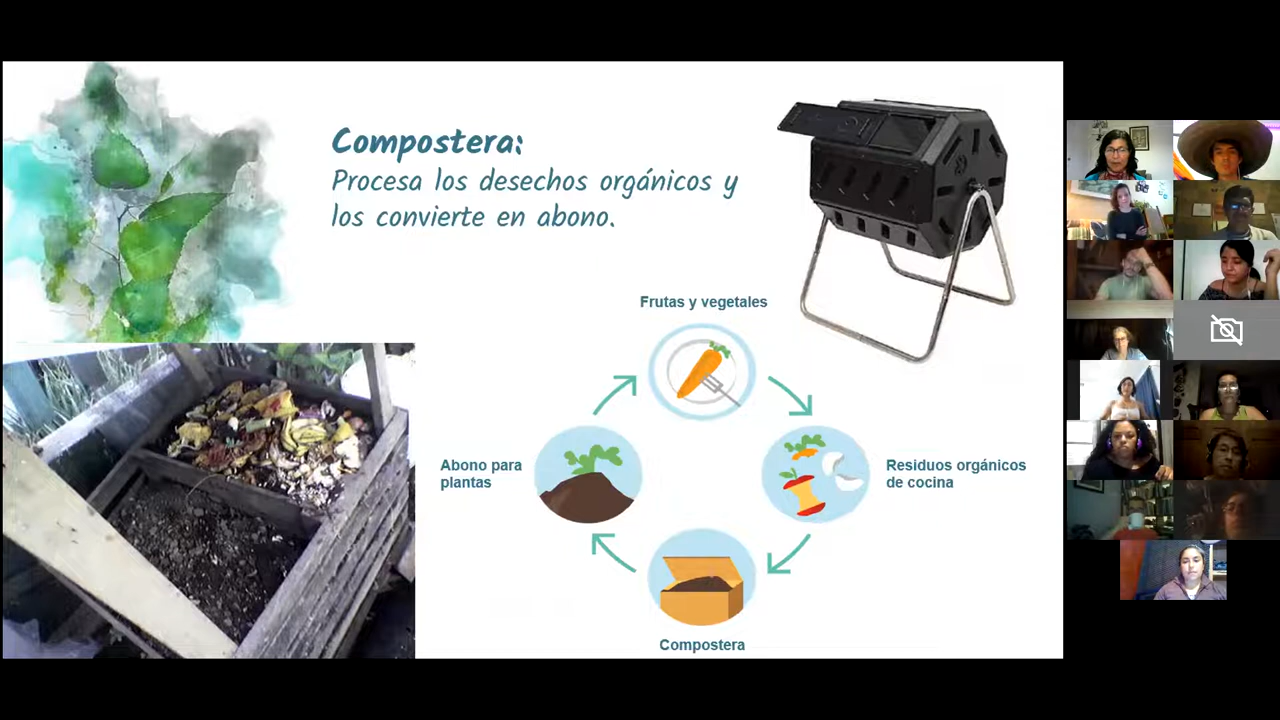 Compostera:
Procesa los desechos orgánicos y
los convierte en abono.
Frutas y vegetales
Residuos orgánicos
de cocina
Compostera
Abono para
plantas